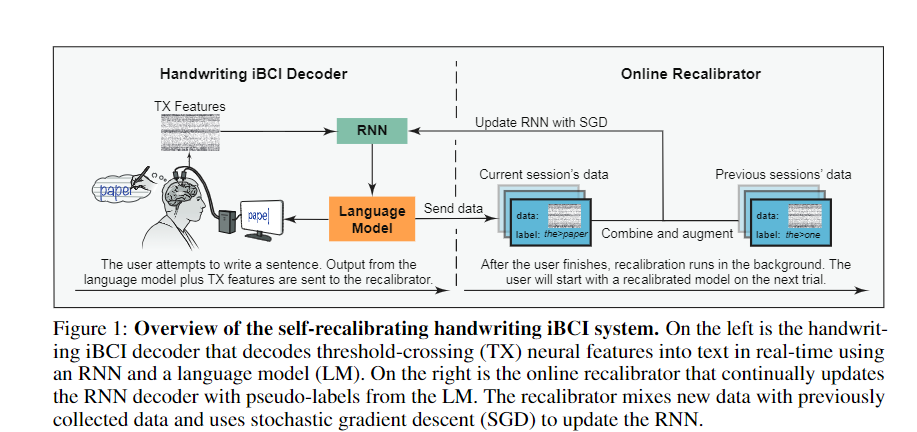 Handwriting iBCI Decoder
TX Features
RNN
paper
pape
Language
Model
The user attempts to write a sentence. Output from the
language model plus TX features are sent to the recalibrator.
Online Recalibrator
Update RNN with SGD
Current session's data
Previous sessions' data
Send data
data:
label: the>paper
Combine and augment
data:
label: the>one
After the user finishes, recalibration runs in the background. The
user will start with a recalibrated model on the next trial.
Figure 1: Overview of the self-recalibrating handwriting iBCI system. On the left is the handwrit-
ing iBCI decoder that decodes threshold-crossing (TX) neural features into text in real-time using
an RNN and a language model (LM). On the right is the online recalibrator that continually updates
the RNN decoder with pseudo-labels from the LM. The recalibrator mixes new data with previously
collected data and uses stochastic gradient descent (SGD) to update the RNN.